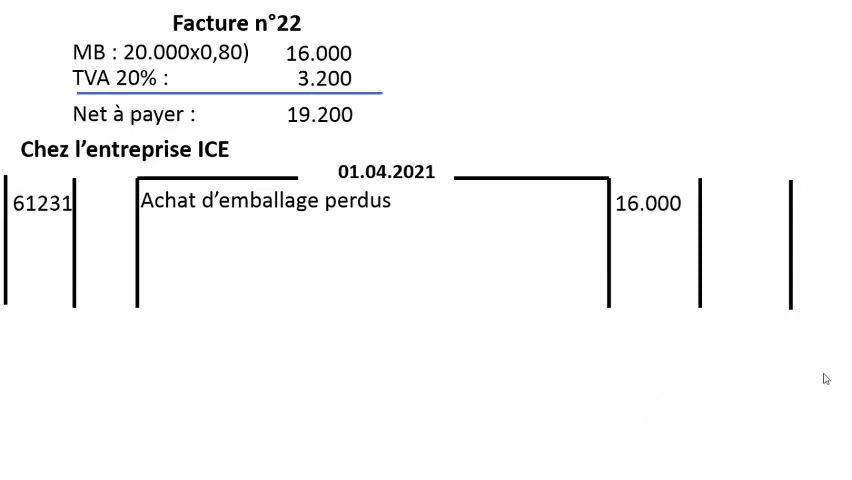 Facture n°22
MB : 20.000x0,80) 16.000
TVA 20% : 3.200
Net à payer : 19.200
Chez l’entreprise ICE
01.04.2021
61231 Achat d’emballage perdus 16.000